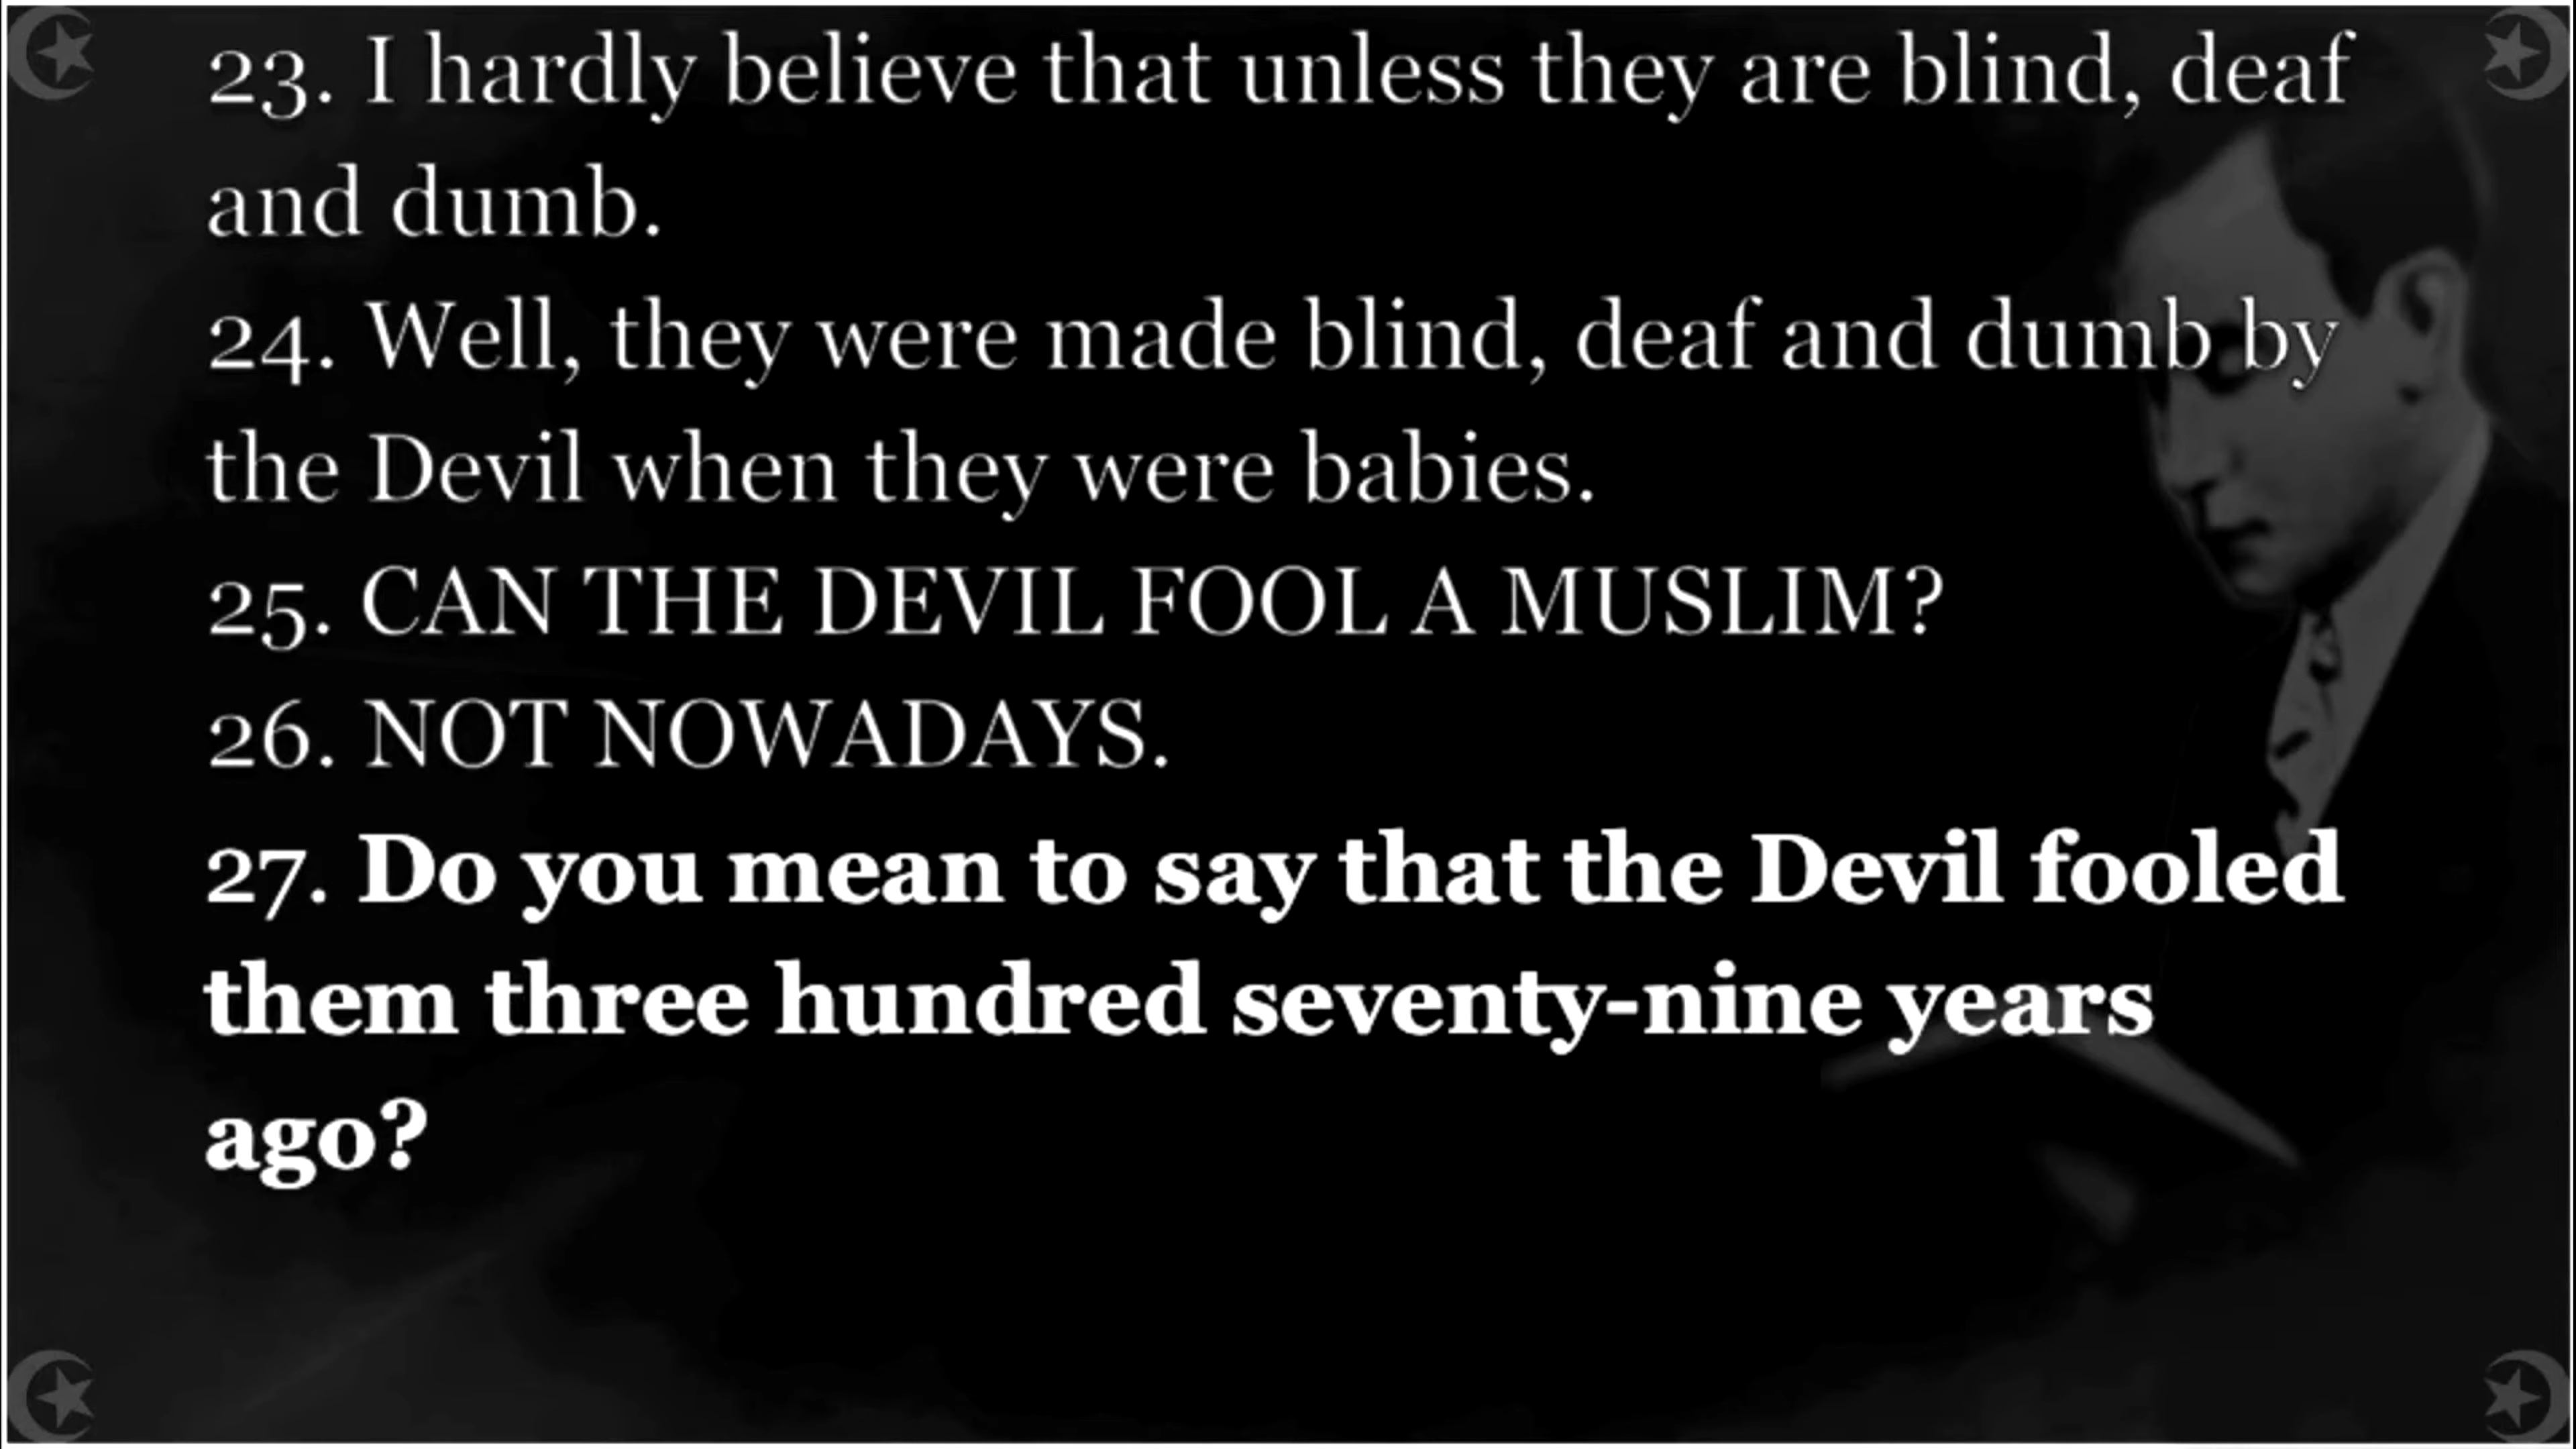 23. I hardly believe that unless they are blind, deaf
and dumb.
24. Well, they were made blind, deaf and dumb by
the Devil when they were babies.
25. CAN THE DEVIL FOOL A MUSLIM?
26. NOT NOWADAYS.
27. Do you mean to say that the Devil fooled
them three hundred seventy-nine years
ago?